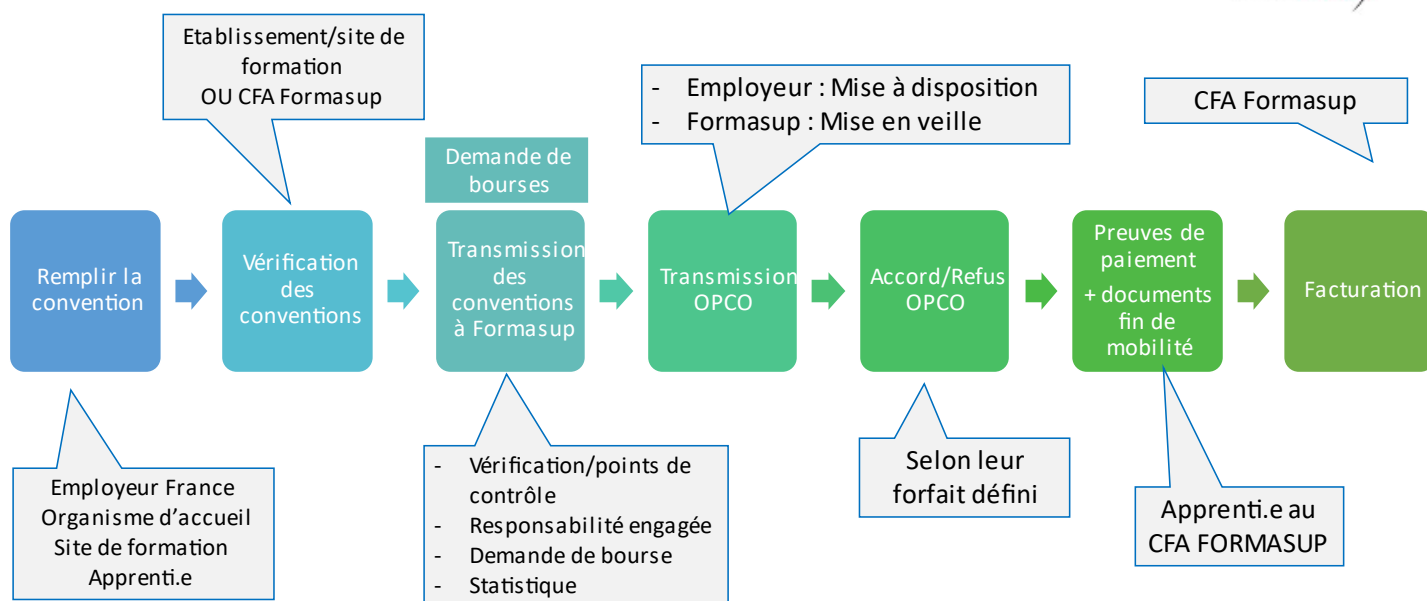 Etablissement/site de
formation
OU CFA Formasup
- Employeur : Mise à disposition
- Formasup : Mise en veille
CFA Formasup
Demande de
bourses
Remplir la
convention
Vérification
des
conventions
Transmission
des
conventions
à Formasup
Transmission
OPCO
Accord/Refus
OPCO
Preuves de
paiement
+ documents
fin de
mobilité
Facturation
Employeur France
Organisme d'accueil
Site de formation
Apprenti.e
- Vérification/points de
contrôle
- Responsabilité engagée
- Demande de bourse
- Statistique
Selon leur
forfait défini
Apprenti.e au
CFA FORMASUP